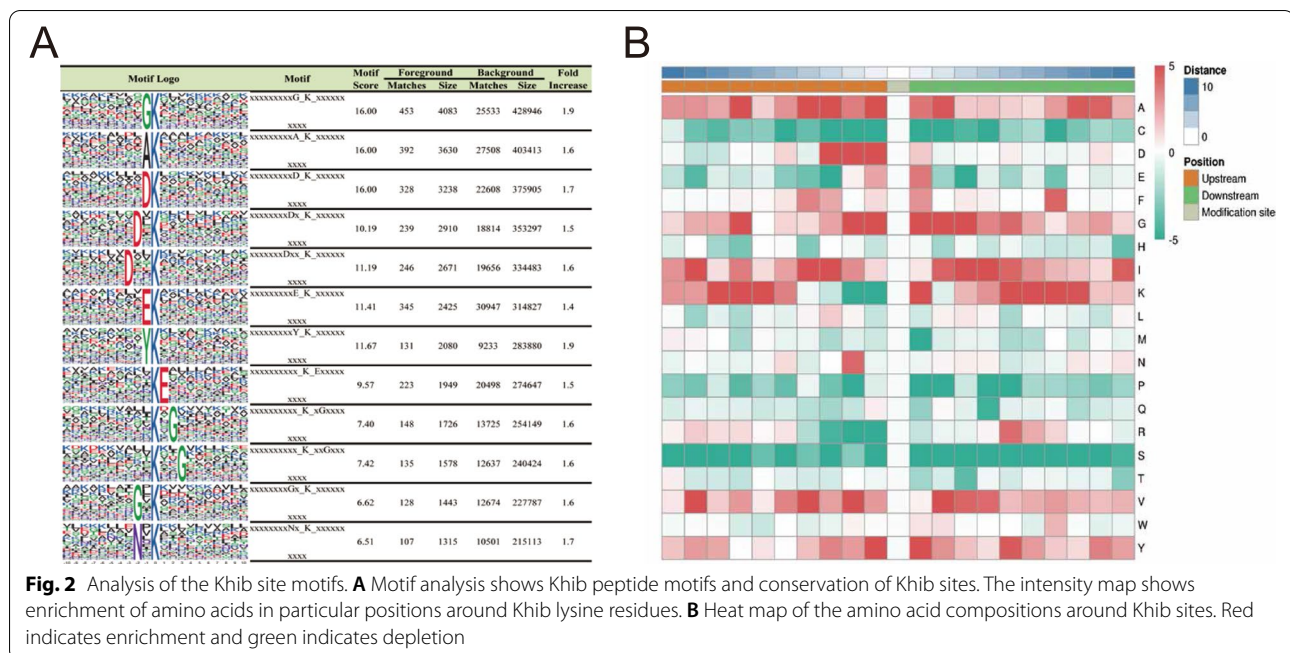 A
B
Motif Logo Motif Motif Score Foreground Matches Size Background Matches Size Fold Increase
xxxxxxxxxG_K_xxxxxx xxxx 16.00 453 4083 25533 428946 1.9
xxxxxxxxxA_K_xxxxxx xxxx 16.00 392 3630 27508 403413 1.6
xxxxxxxxxD_K_xxxxxx xxxx 16.00 328 3238 22608 375905 1.7
xxxxxxxxDx_K_xxxxxx xxxx 10.19 239 2910 18814 353297 1.5
xxxxxxxDxx_K_xxxxxx xxxx 11.19 246 2671 19656 334483 1.6
xxxxxxxxxE_K_xxxxxx xxxx 11.41 345 2425 30947 314827 1.4
xxxxxxxxxY_K_xxxxxx xxxx 11.67 131 2080 9233 283880 1.9
xxxxxxxxxx_K_Exxxxx xxxx 9.57 223 1949 20498 274647 1.5
xxxxxxxxxx_K_xGxxxx xxxx 7.40 148 1726 13725 254149 1.6
xxxxxxxxxx_K_xxGxxx xxxx 7.42 135 1578 12637 240424 1.6
xxxxxxxxGx_K_xxxxxx xxxx 6.62 128 1443 12674 227787 1.6
xxxxxxxxNx_K_xxxxxx xxxx 6.51 107 1315 10501 215113 1.7
A
C
D
E
F
G
H
I
K
L
M
N
P
Q
R
S
T
V
W
Y
5
0
-5
Distance
10
0
Position
Upstream
Downstream
Modification site
Fig. 2 Analysis of the Khib site motifs. A Motif analysis shows Khib peptide motifs and conservation of Khib sites. The intensity map shows
enrichment of amino acids in particular positions around Khib lysine residues. B Heat map of the amino acid compositions around Khib sites. Red
indicates enrichment and green indicates depletion